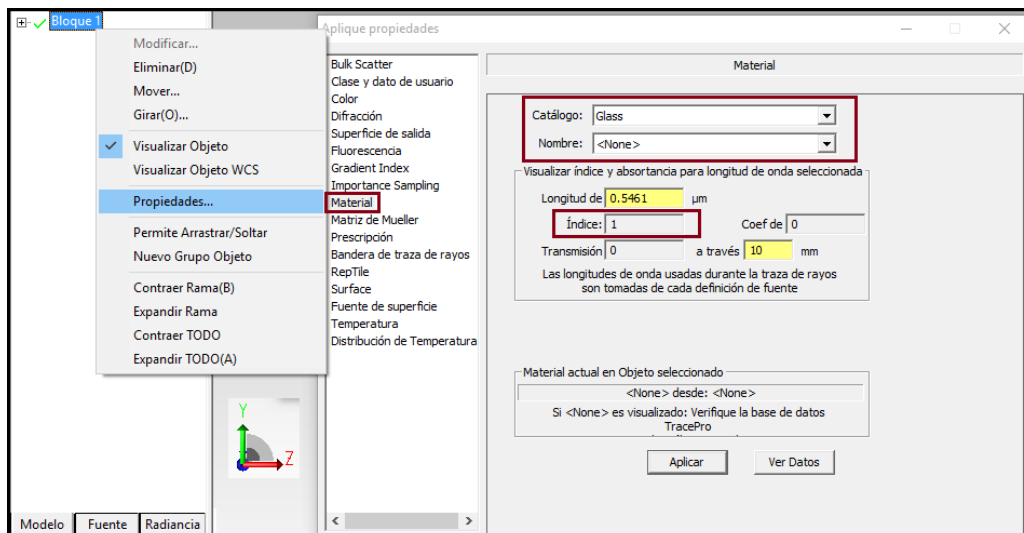 Bloque 1
Modificar...
Eliminar(D)
Mover...
Girar(O)...
Visualizar Objeto
Visualizar Objeto WCS
Propiedades...
Permite Arrastrar/Soltar
Nuevo Grupo Objeto
Contraer Rama(B)
Expandir Rama
Contraer TODO
Expandir TODO(A)
Y
Z
Modelo
Fuente
Radiancia
Aplique propiedades
Bulk Scatter
Clase y dato de usuario
Color
Difracción
Superficie de salida
Fluorescencia
Gradient Index
Importance Sampling
Material
Matriz de Mueller
Prescripción
Bandera de traza de rayos
RepTile
Surface
Fuente de superficie
Temperatura
Distribución de Temperatura
Material
Catálogo: Glass
Nombre: <None>
Visualizar índice y absortancia para longitud de onda seleccionada
Longitud de 0.5461 µm
Índice: 1 Coef de 0
Transmisión 0 a través 10 mm
Las longitudes de onda usadas durante la traza de rayos
son tomadas de cada definición de fuente
Material actual en Objeto seleccionado
<None> desde: <None>
Si <None> es visualizado: Verifique la base de datos
TracePro
Aplicar
Ver Datos